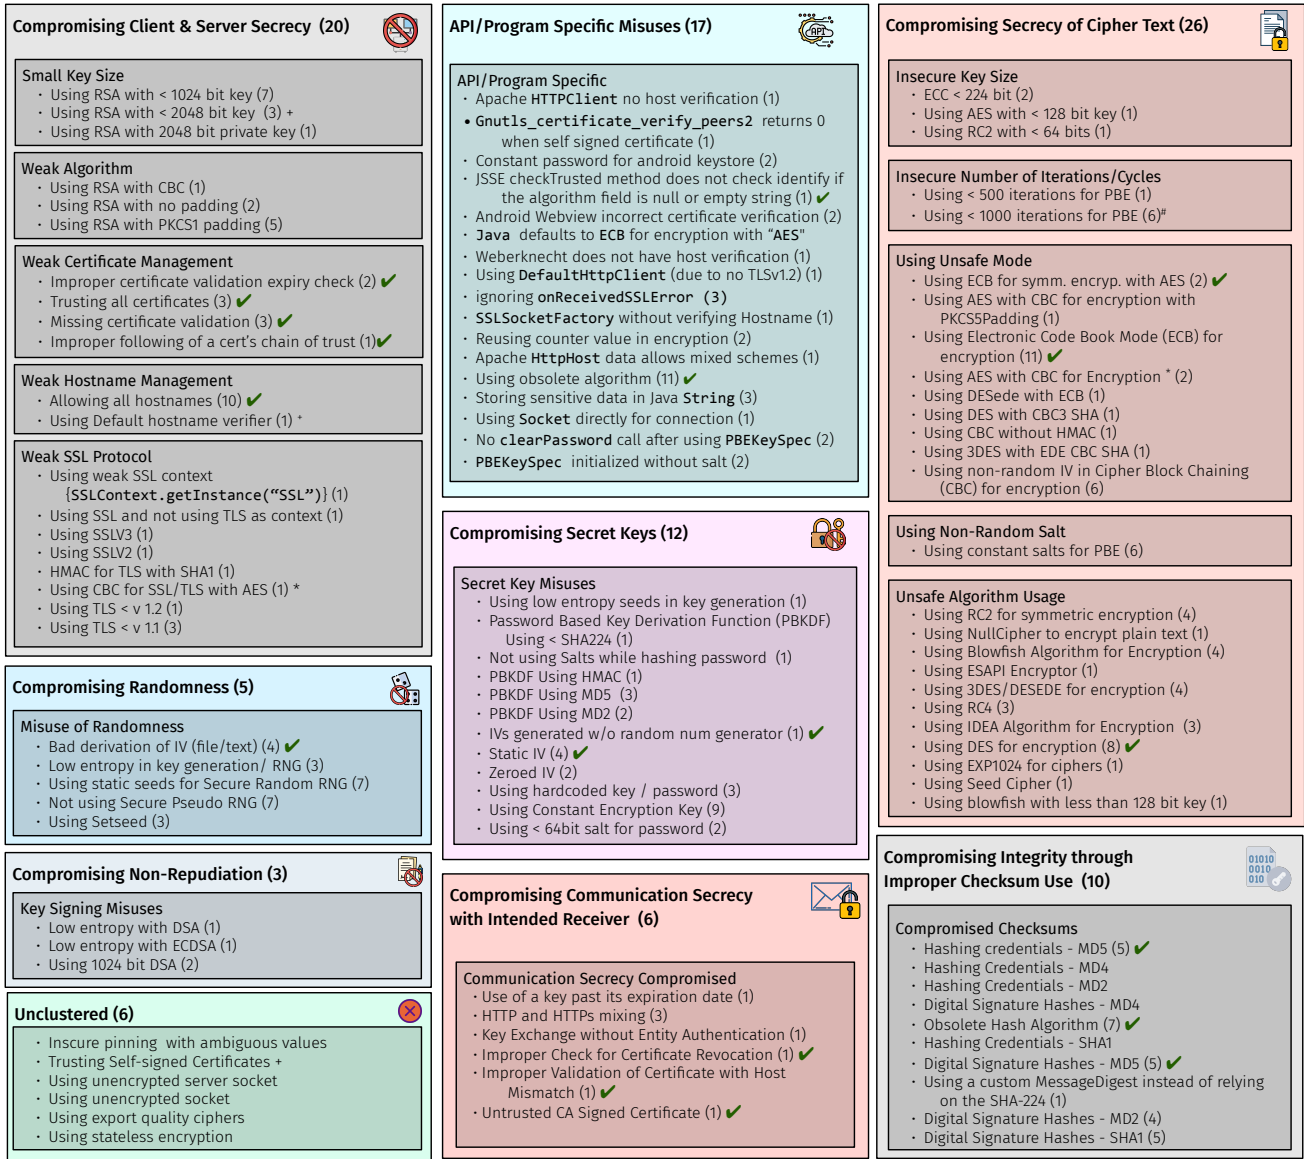 Compromising Client & Server Secrecy (20)
Small Key Size
· Using RSA with < 1024 bit key (7)
· Using RSA with < 2048 bit key (3) +
· Using RSA with 2048 bit private key (1)
Weak Algorithm
· Using RSA with CBC (1)
· Using RSA with no padding (2)
· Using RSA with PKCS1 padding (5)
Weak Certificate Management
· Improper certificate validation expiry check (2) ✔
· Trusting all certificates (3) ✔
· Missing certificate validation (3) ✔
· Improper following of a cert's chain of trust (1)✔
Weak Hostname Management
· Allowing all hostnames (10) ✔
· Using Default hostname verifier (1) +
Weak SSL Protocol
· Using weak SSL context
{SSLContext.getInstance(“SSL”)} (1)
· Using SSL and not using TLS as context (1)
· Using SSLV3 (1)
· Using SSLV2 (1)
· HMAC for TLS with SHA1 (1)
· Using CBC for SSL/TLS with AES (1) *
· Using TLS < v 1.2 (1)
· Using TLS < v 1.1 (3)
Compromising Randomness (5)
Misuse of Randomness
· Bad derivation of IV (file/text) (4) ✔
· Low entropy in key generation/ RNG (3)
· Using static seeds for Secure Random RNG (7)
· Not using Secure Pseudo RNG (7)
· Using Setseed (3)
Compromising Non-Repudiation (3)
Key Signing Misuses
· Low entropy with DSA (1)
· Low entropy with ECDSA (1)
· Using 1024 bit DSA (2)
Unclustered (6)
· Inscure pinning with ambiguous values
· Trusting Self-signed Certificates +
· Using unencrypted server socket
· Using unencrypted socket
· Using export quality ciphers
· Using stateless encryption
API/Program Specific Misuses (17)
API
API/Program Specific
· Apache HTTPClient no host verification (1)
• Gnutls_certificate_verify_peers2 returns 0
when self signed certificate (1)
· Constant password for android keystore (2)
· JSSE checkTrusted method does not check identify if
the algorithm field is null or empty string (1) ✔
· Android Webview incorrect certificate verification (2)
· Java defaults to ECB for encryption with “AES"
· Weberknecht does not have host verification (1)
· Using DefaultHttpClient (due to no TLSv1.2) (1)
· ignoring onReceivedSSLError (3)
· SSLSocketFactory without verifying Hostname (1)
· Reusing counter value in encryption (2)
· Apache HttpHost data allows mixed schemes (1)
· Using obsolete algorithm (11) ✔
· Storing sensitive data in Java String (3)
· Using Socket directly for connection (1)
· No clearPassword call after using PBEKeySpec (2)
· PBEKeySpec initialized without salt (2)
Compromising Secret Keys (12)
Secret Key Misuses
· Using low entropy seeds in key generation (1)
· Password Based Key Derivation Function (PBKDF)
Using < SHA224 (1)
· Not using Salts while hashing password (1)
· PBKDF Using HMAC (1)
· PBKDF Using MD5 (3)
· PBKDF Using MD2 (2)
· IVs generated w/o random num generator (1) ✔
· Static IV (4) ✔
· Zeroed IV (2)
· Using hardcoded key / password (3)
· Using Constant Encryption Key (9)
· Using < 64bit salt for password (2)
Compromising Communication Secrecy
with Intended Receiver (6)
Communication Secrecy Compromised
· Use of a key past its expiration date (1)
· HTTP and HTTPs mixing (3)
· Key Exchange without Entity Authentication (1)
· Improper Check for Certificate Revocation (1) ✔
· Improper Validation of Certificate with Host
Mismatch (1) ✔
· Untrusted CA Signed Certificate (1) ✔
Compromising Secrecy of Cipher Text (26)
Insecure Key Size
· ECC < 224 bit (2)
· Using AES with < 128 bit key (1)
· Using RC2 with < 64 bits (1)
Insecure Number of Iterations/Cycles
· Using < 500 iterations for PBE (1)
· Using < 1000 iterations for PBE (6)#
Using Unsafe Mode
· Using ECB for symm. encryp. with AES (2) ✔
· Using AES with CBC for encryption with
PKCS5Padding (1)
· Using Electronic Code Book Mode (ECB) for
encryption (11) ✔
· Using AES with CBC for Encryption * (2)
· Using DESede with ECB (1)
· Using DES with CBC3 SHA (1)
· Using CBC without HMAC (1)
· Using 3DES with EDE CBC SHA (1)
· Using non-random IV in Cipher Block Chaining
(CBC) for encryption (6)
Using Non-Random Salt
· Using constant salts for PBE (6)
Unsafe Algorithm Usage
· Using RC2 for symmetric encryption (4)
· Using NullCipher to encrypt plain text (1)
· Using Blowfish Algorithm for Encryption (4)
· Using ESAPI Encryptor (1)
· Using 3DES/DESEDE for encryption (4)
· Using RC4 (3)
· Using IDEA Algorithm for Encryption (3)
· Using DES for encryption (8) ✔
· Using EXP1024 for ciphers (1)
· Using Seed Cipher (1)
· Using blowfish with less than 128 bit key (1)
Compromising Integrity through
Improper Checksum Use (10)
01010
0010
010
Compromised Checksums
· Hashing credentials - MD5 (5) ✔
· Hashing Credentials - MD4
· Hashing Credentials - MD2
· Digital Signature Hashes - MD4
· Obsolete Hash Algorithm (7) ✔
· Hashing Credentials - SHA1
· Digital Signature Hashes - MD5 (5) ✔
· Using a custom MessageDigest instead of relying
on the SHA-224 (1)
· Digital Signature Hashes - MD2 (4)
· Digital Signature Hashes - SHA1 (5)